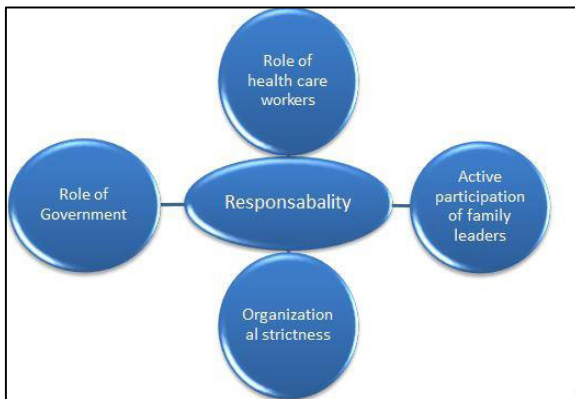 Role of
health care
workers
Role of
Government
Responsabality
Active
participation
of family
leaders
Organization
al strictness